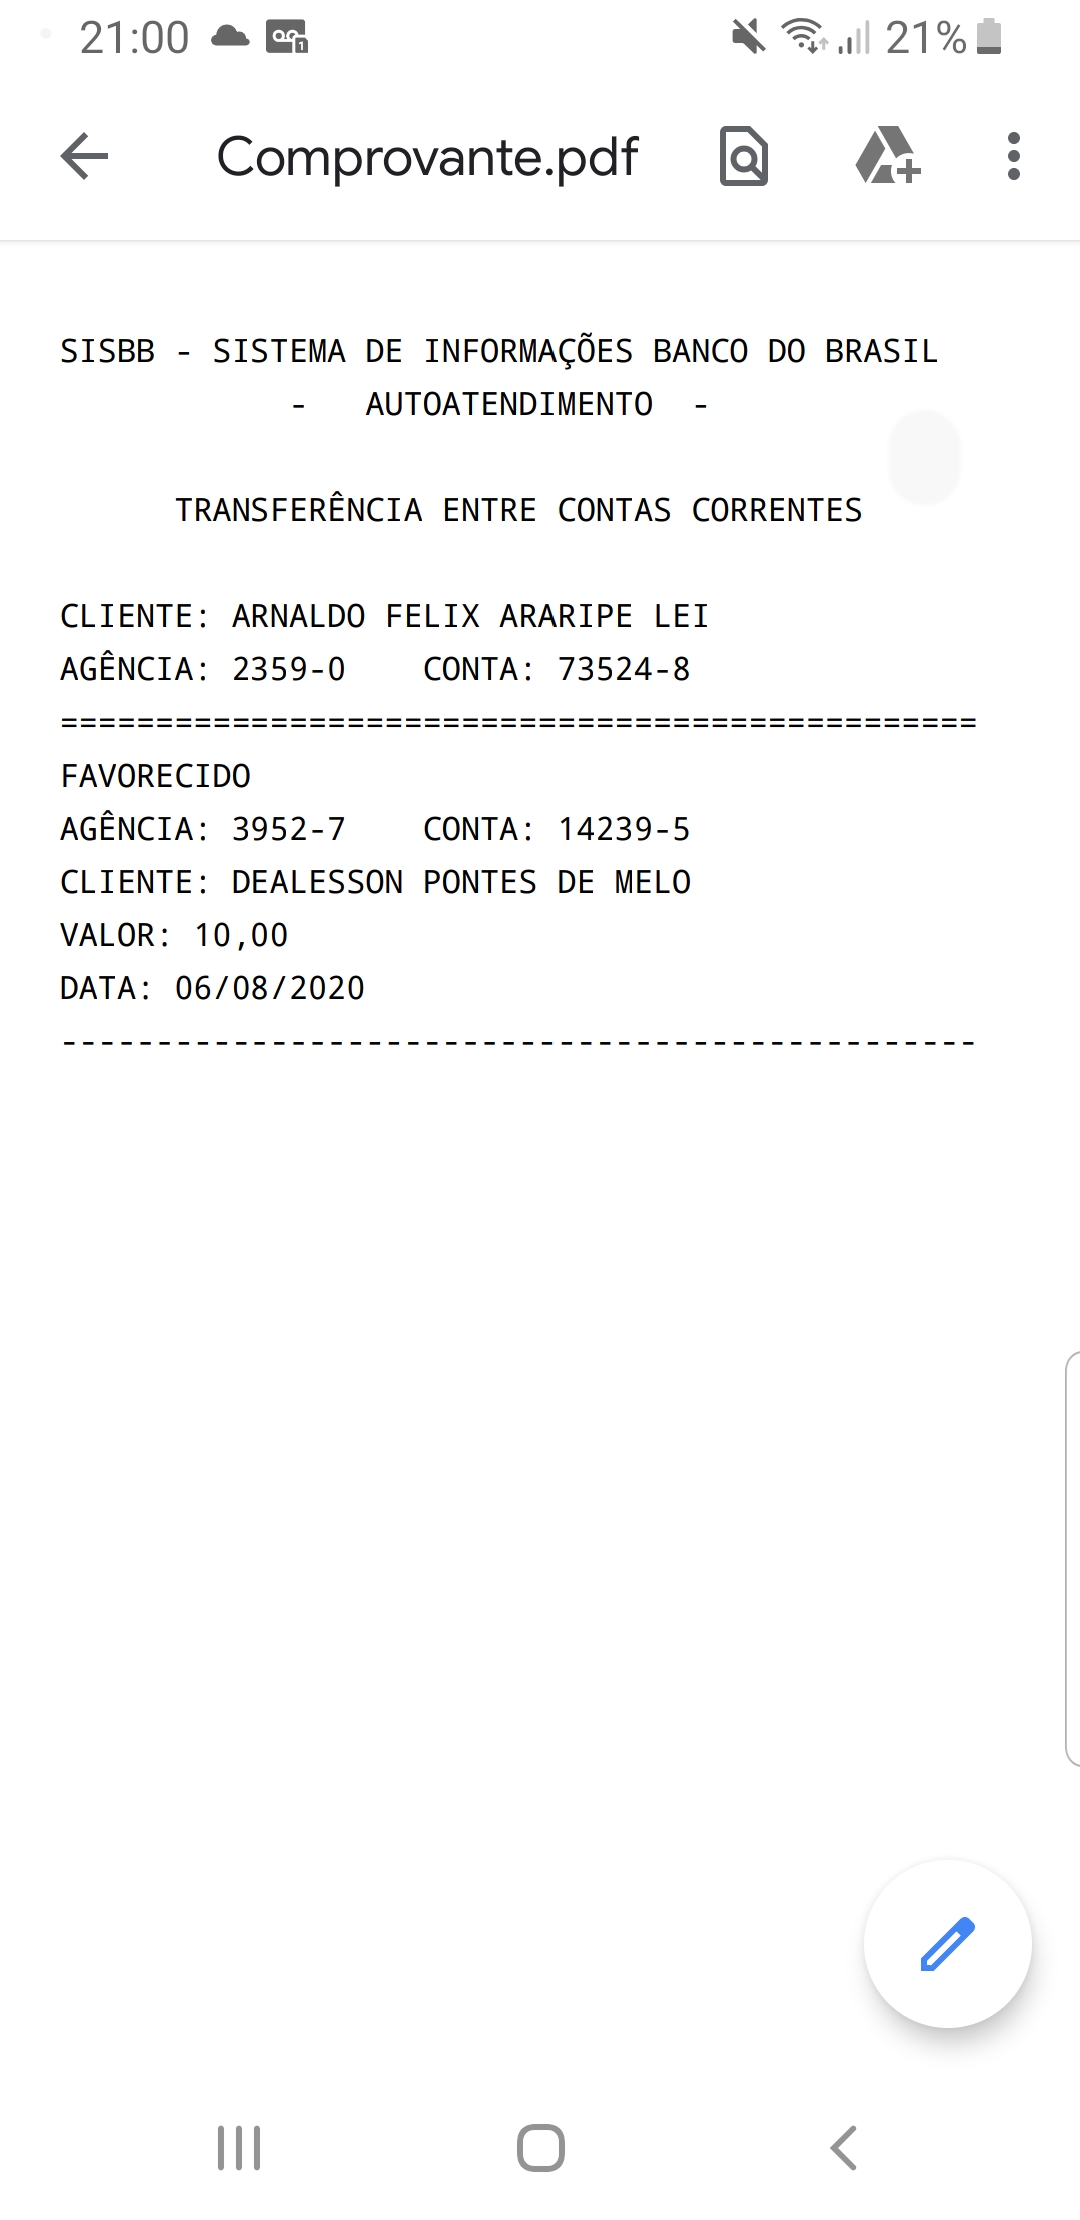 21:00 21%
Comprovante.pdf
SISBB - SISTEMA DE INFORMAÇÕES BANCO DO BRASIL
- AUTOATENDIMENTO -
TRANSFERÊNCIA ENTRE CONTAS CORRENTES
CLIENTE: ARNALDO FELIX ARARIPE LEI
AGÊNCIA: 2359-0 CONTA: 73524-8
================================================
FAVORECIDO
AGÊNCIA: 3952-7 CONTA: 14239-5
CLIENTE: DEALESSON PONTES DE MELO
VALOR: 10,00
DATA: 06/08/2020
------------------------------------------------